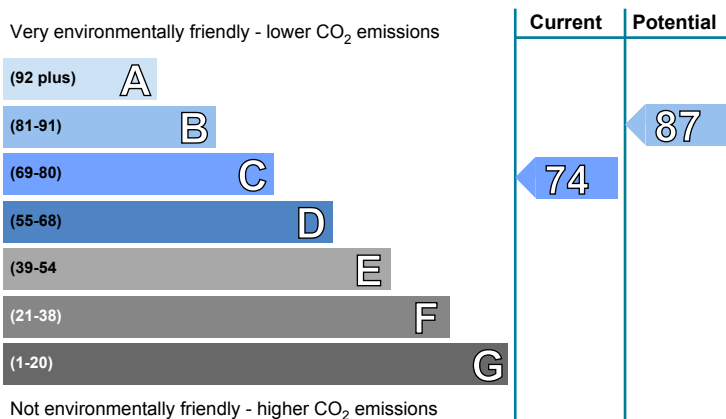 Current Potential
Very environmentally friendly - lower CO2 emissions
(92 plus) A
(81-91) B
87
(69-80) C
74
(55-68) D
(39-54 E
(21-38) F
(1-20) G
Not environmentally friendly - higher CO2 emissions